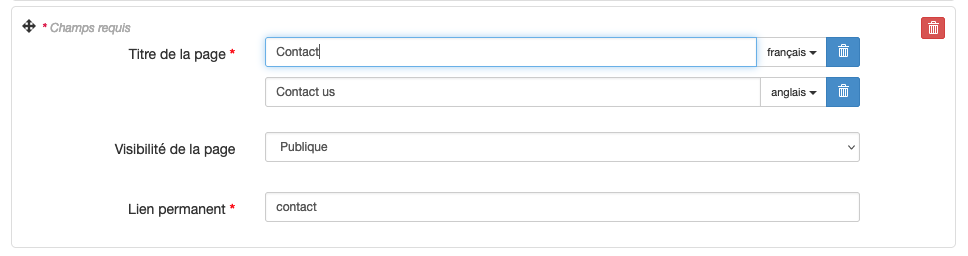 * Champs requis
Titre de la page * Contact français
Contact us anglais
Visibilité de la page Publique
Lien permanent * contact